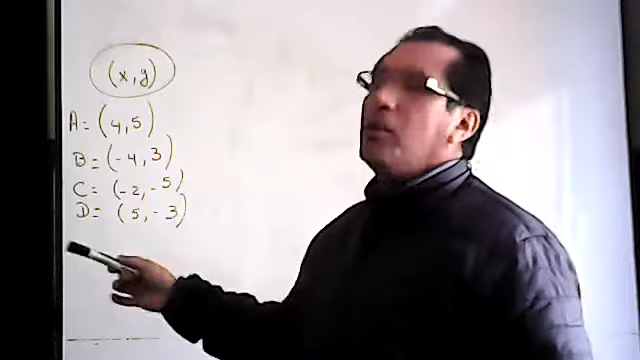 (x,y)
A= (4,5)
B= (-4,3)
C= (-2,-5)
D= (5,-3)